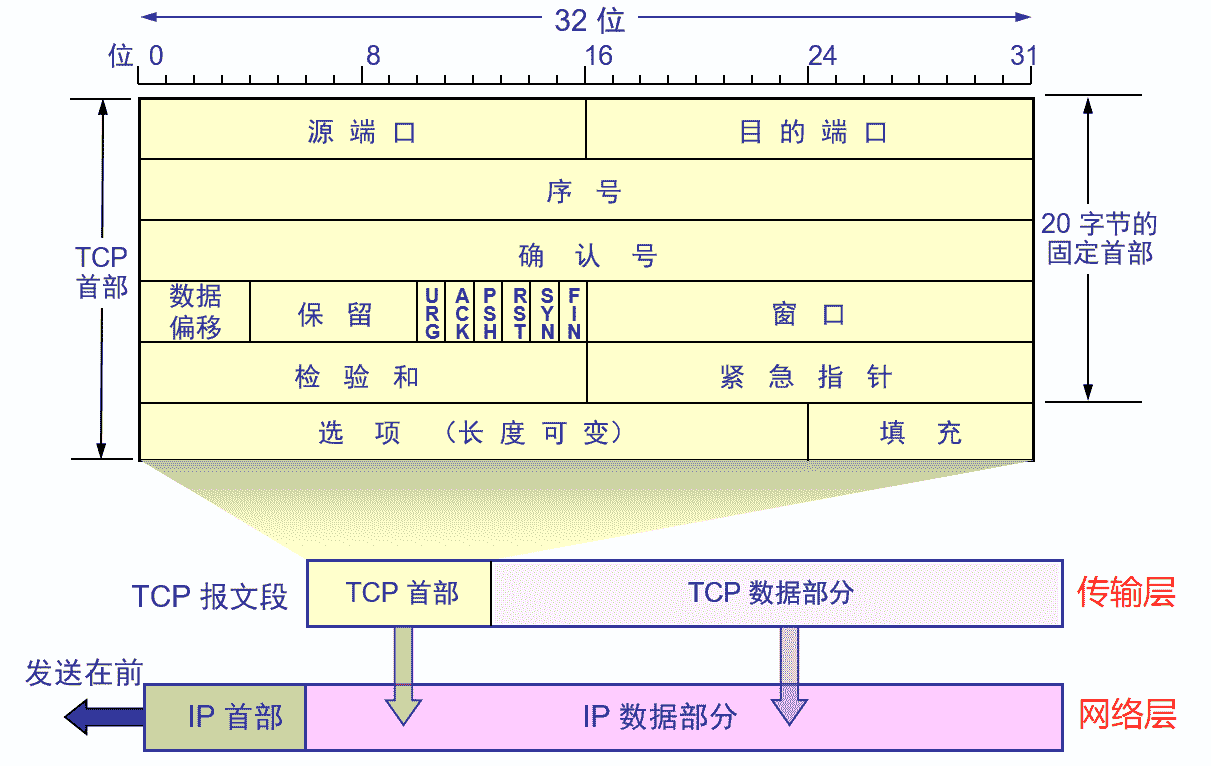 32 位
位 0 8 16 24 31
源 端 口 目 的 端 口
序 号
确 认 号
TCP
首部
20 字节的
固定首部
数据
偏移
保 留
URG
ACK
PSH
RST
SYN
FIN
窗 口
检 验 和 紧 急 指 针
选 项 （长 度 可 变） 填 充
TCP 报文段
TCP 首部
TCP 数据部分
传输层
发送在前
IP 首部
IP 数据部分
网络层